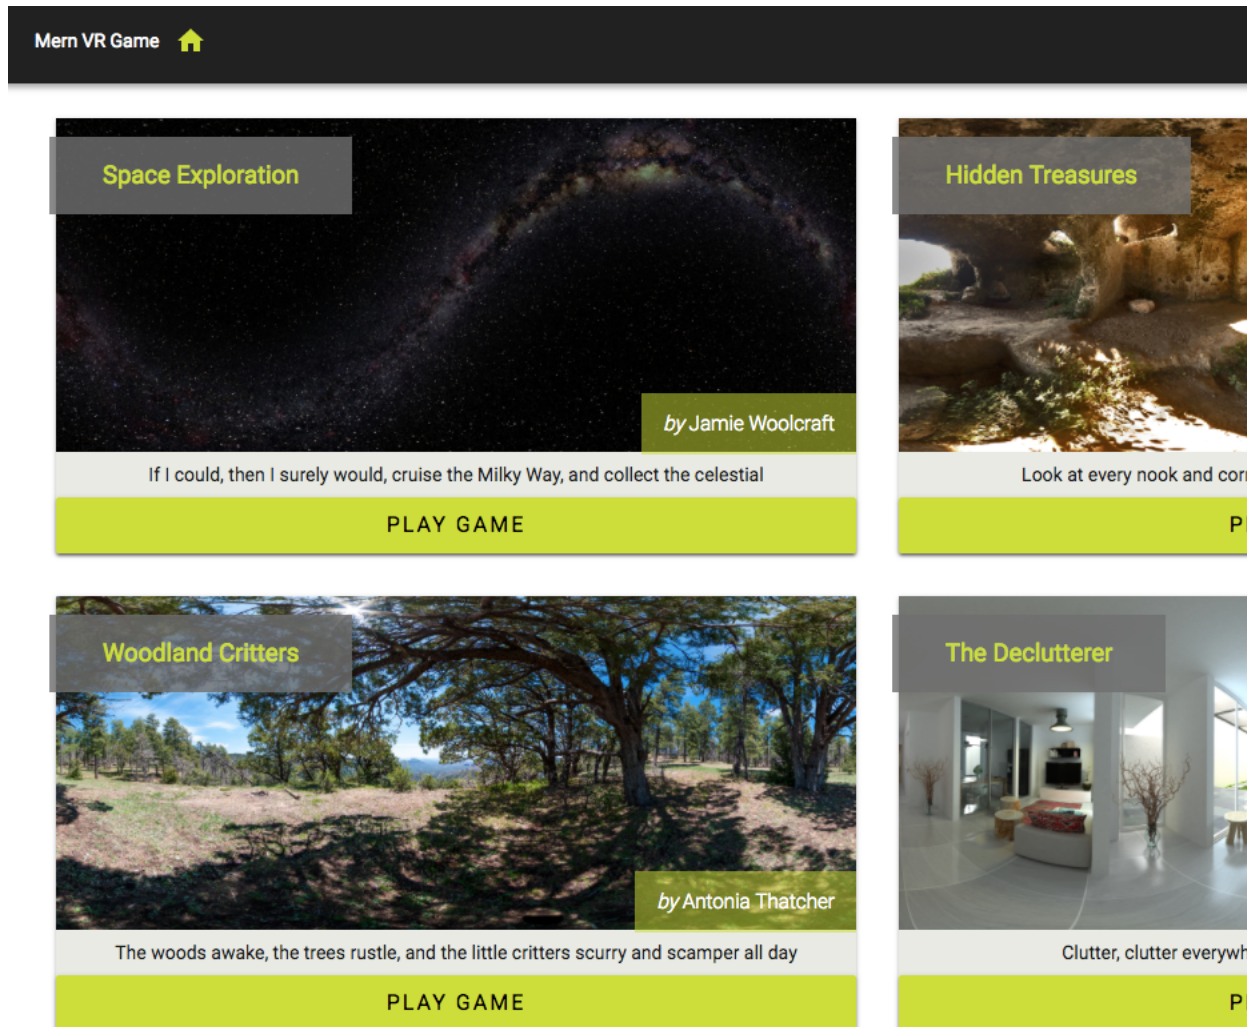 Mern VR Game
Space Exploration
by Jamie Woolcraft
If I could, then I surely would, cruise the Milky Way, and collect the celestial
PLAY GAME
Hidden Treasures
Look at every nook and
P
Woodland Critters
by Antonia Thatcher
The woods awake, the trees rustle, and the little critters scurry and scamper all day
PLAY GAME
The Declutterer
Clutter, clutter
P